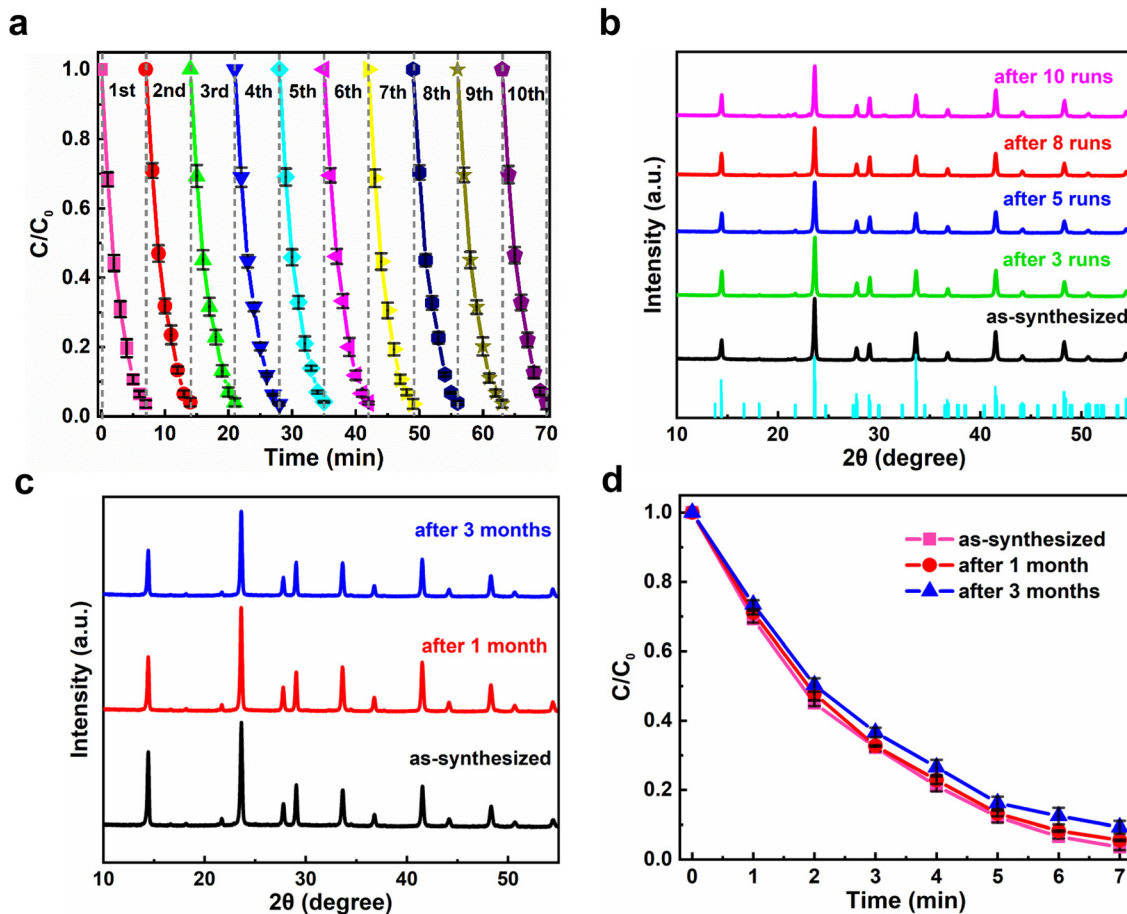 a
C/C0
1.0
0.8
0.6
0.4
0.2
0.0
1st 2nd 3rd 4th 5th 6th 7th 8th 9th 10th
0 10 20 30 40 50 60 70
Time (min)
b
Intensity (a.u.)
after 10 runs
after 8 runs
after 5 runs
after 3 runs
as-synthesized
10 20 30 40 50
2θ (degree)
c
Intensity (a.u.)
after 3 months
after 1 month
as-synthesized
10 20 30 40 50
2θ (degree)
d
C/C0
1.0
0.8
0.6
0.4
0.2
0.0
as-synthesized
after 1 month
after 3 months
0 1 2 3 4 5 6 7
Time (min)